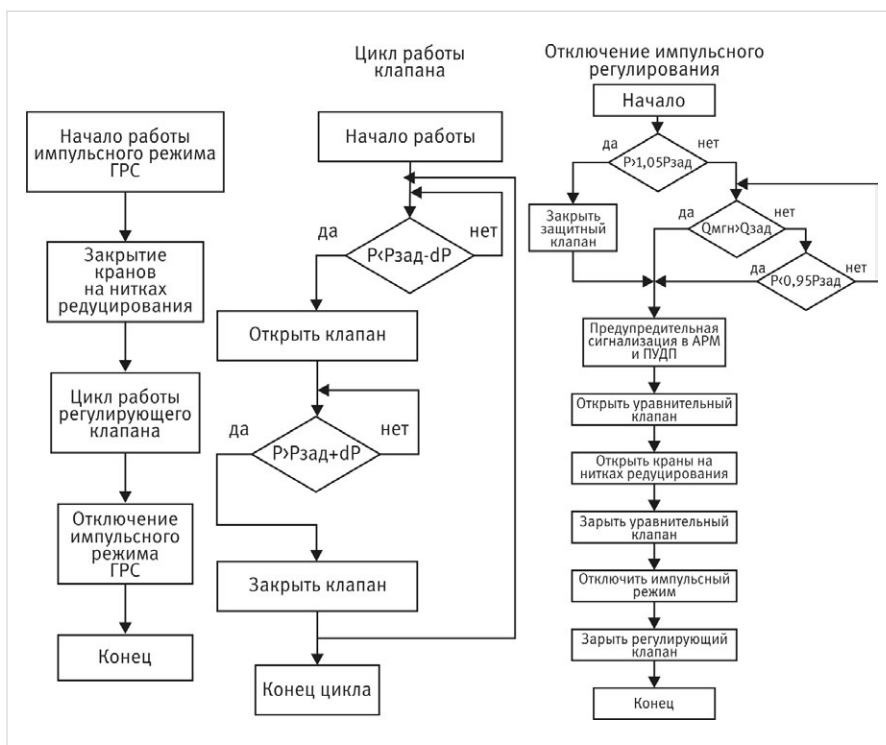 Начало работы
импульсного режима
ГРС
Закрытие
кранов
на нитках
редуцирования
Цикл работы
регулирующего
клапана
Отключение
импульсного
режима
ГРС
Конец
Цикл работы
клапана
Начало работы
да
P<Pзад-dP
нет
Открыть клапан
да
P>Pзад+dP
нет
Закрыть клапан
Конец цикла
Отключение импульсного
регулирования
Начало
да
P>1,05Pзад
нет
Закрыть
защитный
клапан
да
Qмгн>Qзад
нет
да
P<0,95Pзад
нет
Предупредительная
сигнализация в АРМ
и ПУДП
Открыть уравнительный
клапан
Открыть краны на
нитках редуцирования
Зарыть уравнительный
клапан
Отключить импульсный
режим
Зарыть регулирующий
клапан
Конец